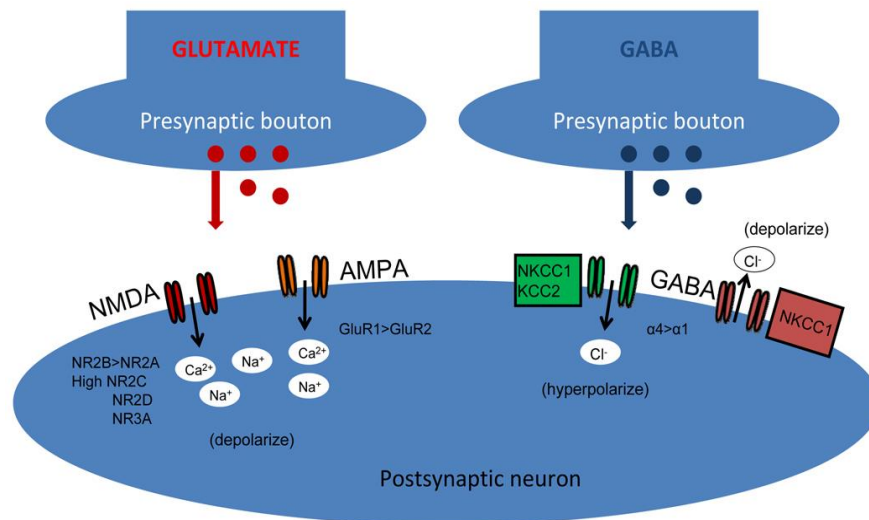 GLUTAMATE
Presynaptic bouton
GABA
Presynaptic bouton
NMDA
AMPA
GluR1>GluR2
NR2B>NR2A
High NR2C
NR2D
NR3A
Ca2+
Na+
Na+
Ca2+
Na+
(depolarize)
NKCC1
KCC2
GABA
(depolarize)
Cl-
NKCC1
α4>α1
Cl-
(hyperpolarize)
Postsynaptic neuron